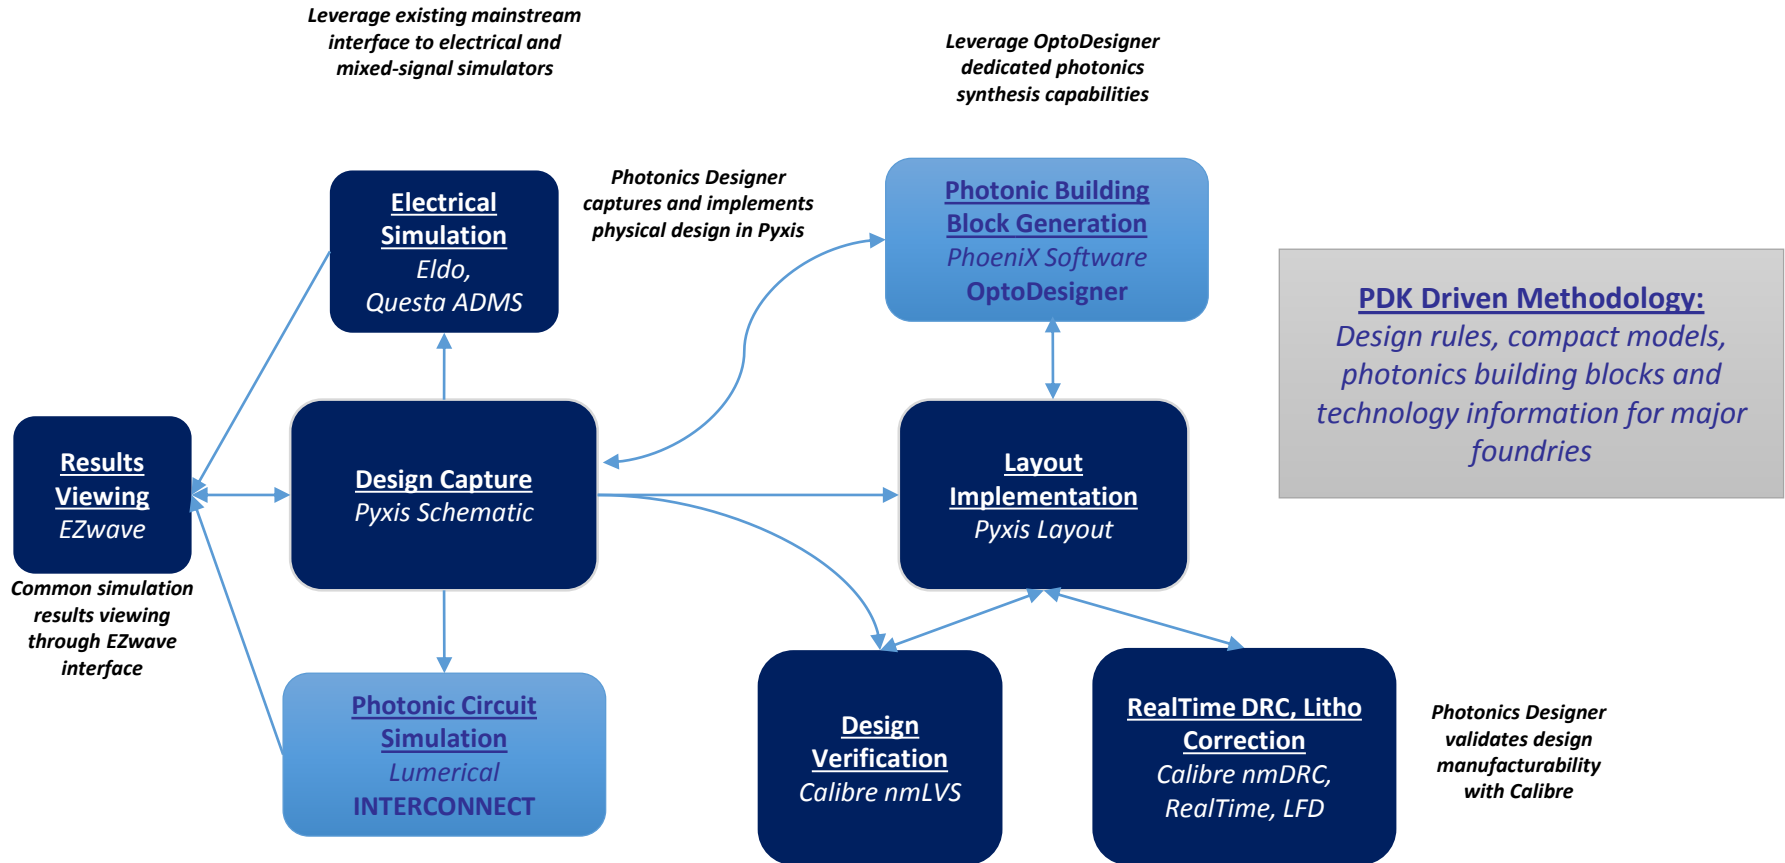 Leverage existing mainstream
interface to electrical and
mixed-signal simulators
Leverage OptoDesigner
dedicated photonics
synthesis capabilities
Electrical
Simulation
Eldo,
Questa ADMS
Photonics Designer
captures and implements
physical design in Pyxis
Photonic Building
Block Generation
PhoeniX Software
OptoDesigner
PDK Driven Methodology:
Design rules, compact models,
photonics building blocks and
technology information for major
foundries
Results
Viewing
EZwave
Design Capture
Pyxis Schematic
Layout
Implementation
Pyxis Layout
Common simulation
results viewing
through EZwave
interface
Photonic Circuit
Simulation
Lumerical
INTERCONNECT
Design
Verification
Calibre nmLVS
RealTime DRC, Litho
Correction
Calibre nmDRC,
RealTime, LFD
Photonics Designer
validates design
manufacturability
with Calibre